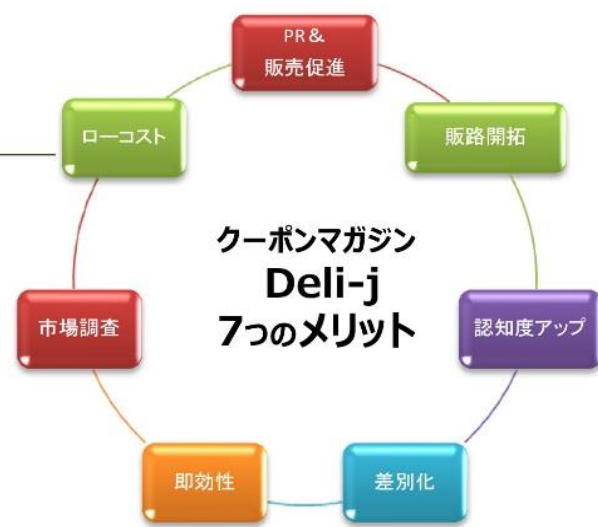 PR&
販売促進
ローコスト
販路開拓
クーポンマガジン
Deli-j
7つのメリット
市場調査
認知度アップ
即効性
差別化